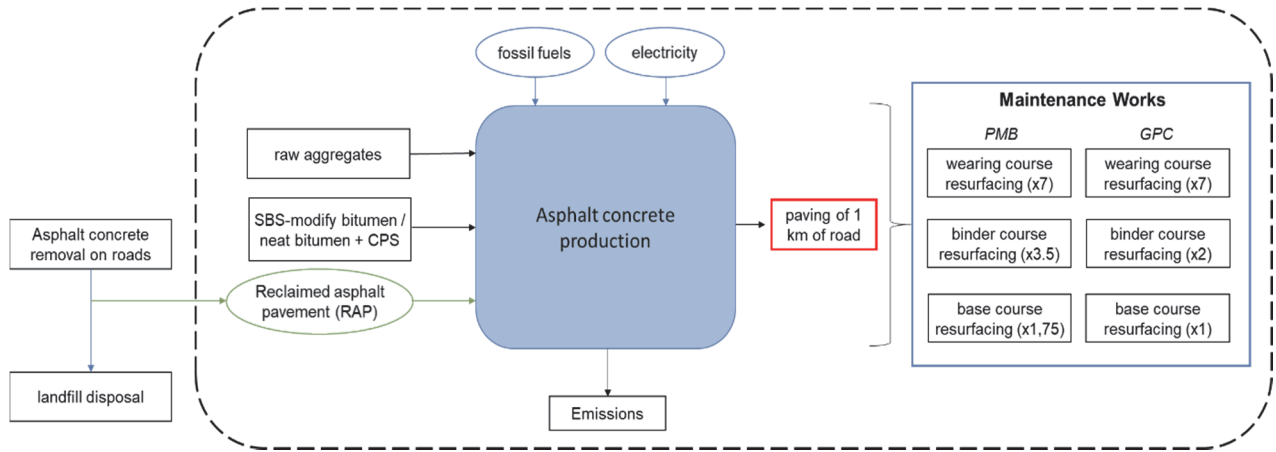 fossil fuels
electricity
raw aggregates
SBS-modify bitumen /
neat bitumen + CPS
Asphalt concrete
removal on roads
Reclaimed asphalt
pavement (RAP)
landfill disposal
Asphalt concrete
production
Emissions
paving of 1
km of road
Maintenance Works
PMB
GPC
wearing course
resurfacing (x7)
wearing course
resurfacing (x7)
binder course
resurfacing (x3.5)
binder course
resurfacing (x2)
base course
resurfacing (x1,75)
base course
resurfacing (x1)